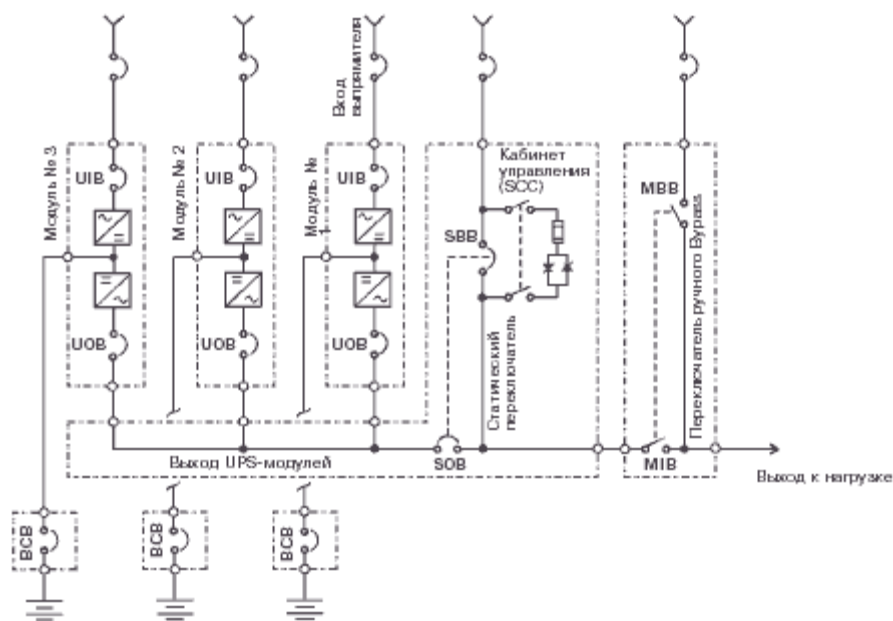 Вход
выпрямителя
Модуль № 3
UIB
UOB
Модуль № 2
UIB
UOB
Модуль №
1
UIB
UOB
Кабинет
управления
(SCC)
SBB
Статический
переключатель
MBB
Переключатель ручного Bypass
Выход UPS-модулей
SOB
MIB
Выход к нагрузке
BCB
BCB
BCB